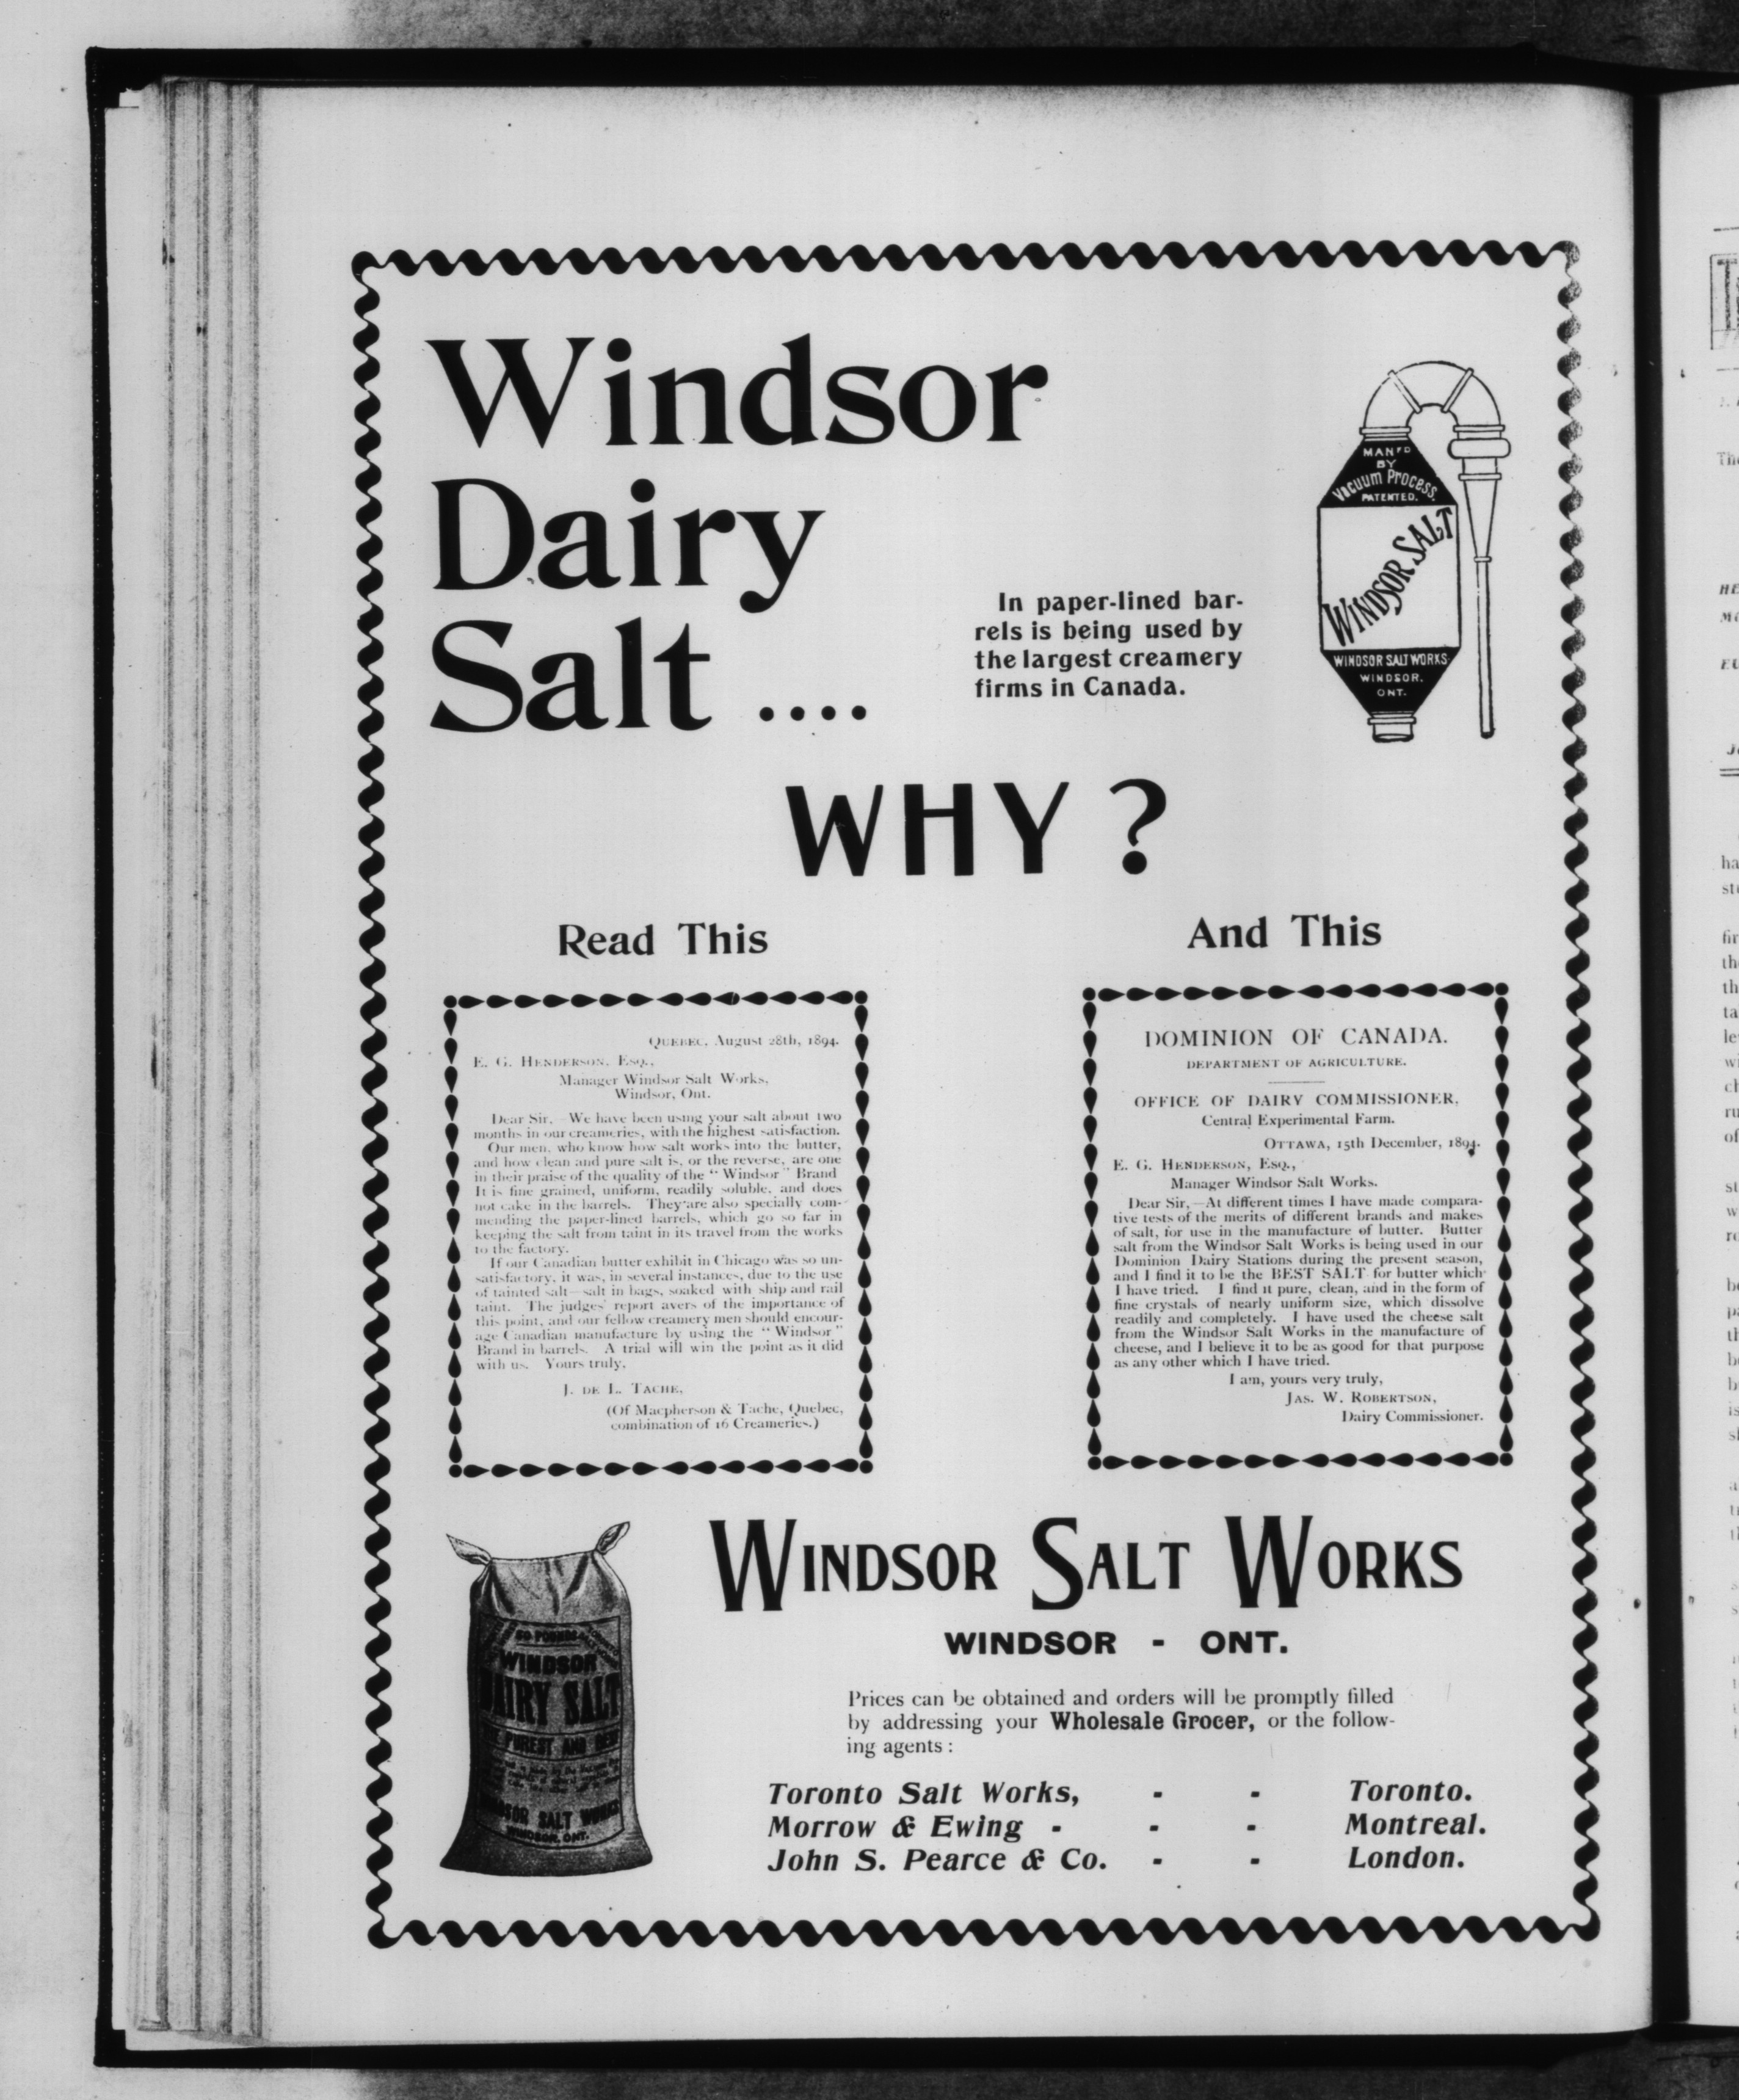 Windsor
Dairy
Salt ....
In paper-lined bar-
rels is being used by
the largest creamery
firms in Canada.
MAN'F'D
BY
Vacuum Process.
PATENTED.
WINDSOR SALT
WINDSOR SALT WORKS
WINDSOR,
ONT.
WHY?
Read This
QUEBEC, August 28th, 1894.
E. G. HENDERSON, ESQ.,
Manager Windsor Salt Works,
Windsor, Ont.
Dear Sir,—We have been using your salt about two
months in our creameries, with the highest satisfaction.
Our men, who know how salt works into the butter,
and how clean and pure salt is, or the reverse, are one
in their praise of the quality of the "Windsor" Brand
It is fine grained, uniform, readily soluble, and does
not cake in the barrels. They are also specially com-
mending the paper-lined barrels, which go so far in
keeping the salt from taint in its travel from the works
to the factory.
If our Canadian butter exhibit in Chicago was so un-
satisfactory, it was, in several instances, due to the use
of tainted salt—salt in bags, soaked with ship and rail
taint. The judges' report avers of the importance of
this point, and our fellow creamery men should encour-
age Canadian manufacture by using the "Windsor"
Brand in barrels. A trial will win the point as it did
with us. Yours truly,
J. DE L. TACHE,
(Of Macpherson & Tache, Quebec,
combination of 16 Creameries.)
And This
DOMINION OF CANADA.
DEPARTMENT OF AGRICULTURE.
OFFICE OF DAIRY COMMISSIONER,
Central Experimental Farm.
OTTAWA, 15th December, 1894.
E. G. HENDERSON, ESQ.,
Manager Windsor Salt Works.
Dear Sir,—At different times I have made compara-
tive tests of the merits of different brands and makes
of salt, for use in the manufacture of butter. Butter
salt from the Windsor Salt Works is being used in our
Dominion Dairy Stations during the present season,
and I find it to be the BEST SALT for butter which
I have tried. I find it pure, clean, and in the form of
fine crystals of nearly uniform size, which dissolve
readily and completely. I have used the cheese salt
from the Windsor Salt Works in the manufacture of
cheese, and I believe it to be as good for that purpose
as any other which I have tried.
I am, yours very truly,
JAS. W. ROBERTSON,
Dairy Commissioner.
50 POUNDS
WINDSOR
DAIRY SALT
PUREST AND BEST
WINDSOR SALT WORKS
WINDSOR, ONT.
WINDSOR SALT WORKS
WINDSOR - ONT.
Prices can be obtained and orders will be promptly filled
by addressing your Wholesale Grocer, or the follow-
ing agents:
Toronto Salt Works, - - Toronto.
Morrow & Ewing - - - Montreal.
John S. Pearce & Co. - - London.